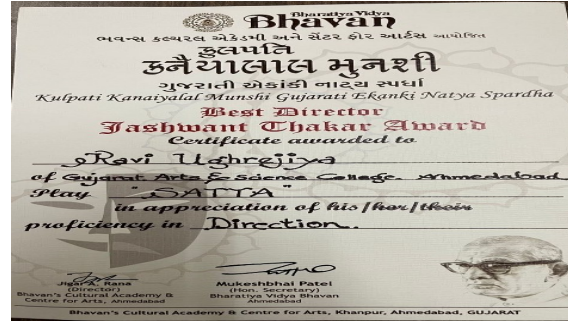 Bharatiya Vidya
Bhavan
ભવન્સ કલ્ચરલ એકેડમી અને સેંટર ફોર આર્ટસ આયોજિત
કુલપતિ
કનૈયાલાલ મુનશી
ગુજરાતી એકાંકી નાટ્ય સ્પર્ધા
Kulpati Kanaiyalal Munshi Gujarati Ekanki Natya Spardha
Best Director
Jashwant Thakar Award
Certificate awarded to
Ravi Ughrejiya
of Gujarat Arts & Science College. Ahmedabad
Play "SATTA"
in appreciation of his/her/their
proficiency in Direction.
Jigar A. Rana
(Director)
Bhavan's Cultural Academy &
Centre for Arts, Ahmedabad
Mukeshbhai Patel
(Hon. Secretary)
Bharatiya Vidya Bhavan
Ahmedabad
Bhavan's Cultural Academy & Centre for Arts, Khanpur, Ahmedabad, GUJARAT